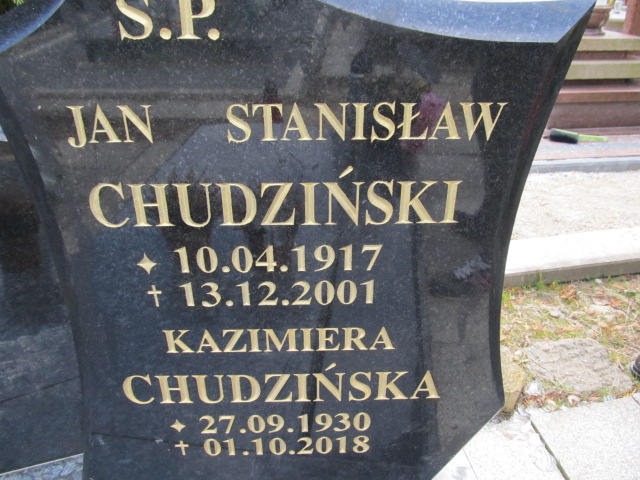 Ś.P.
JAN STANISŁAW
CHUDZIŃSKI
✦ 10.04.1917
✝ 13.12.2001
KAZIMIERA
CHUDZIŃSKA
✦ 27.09.1930
✝ 01.10.2018